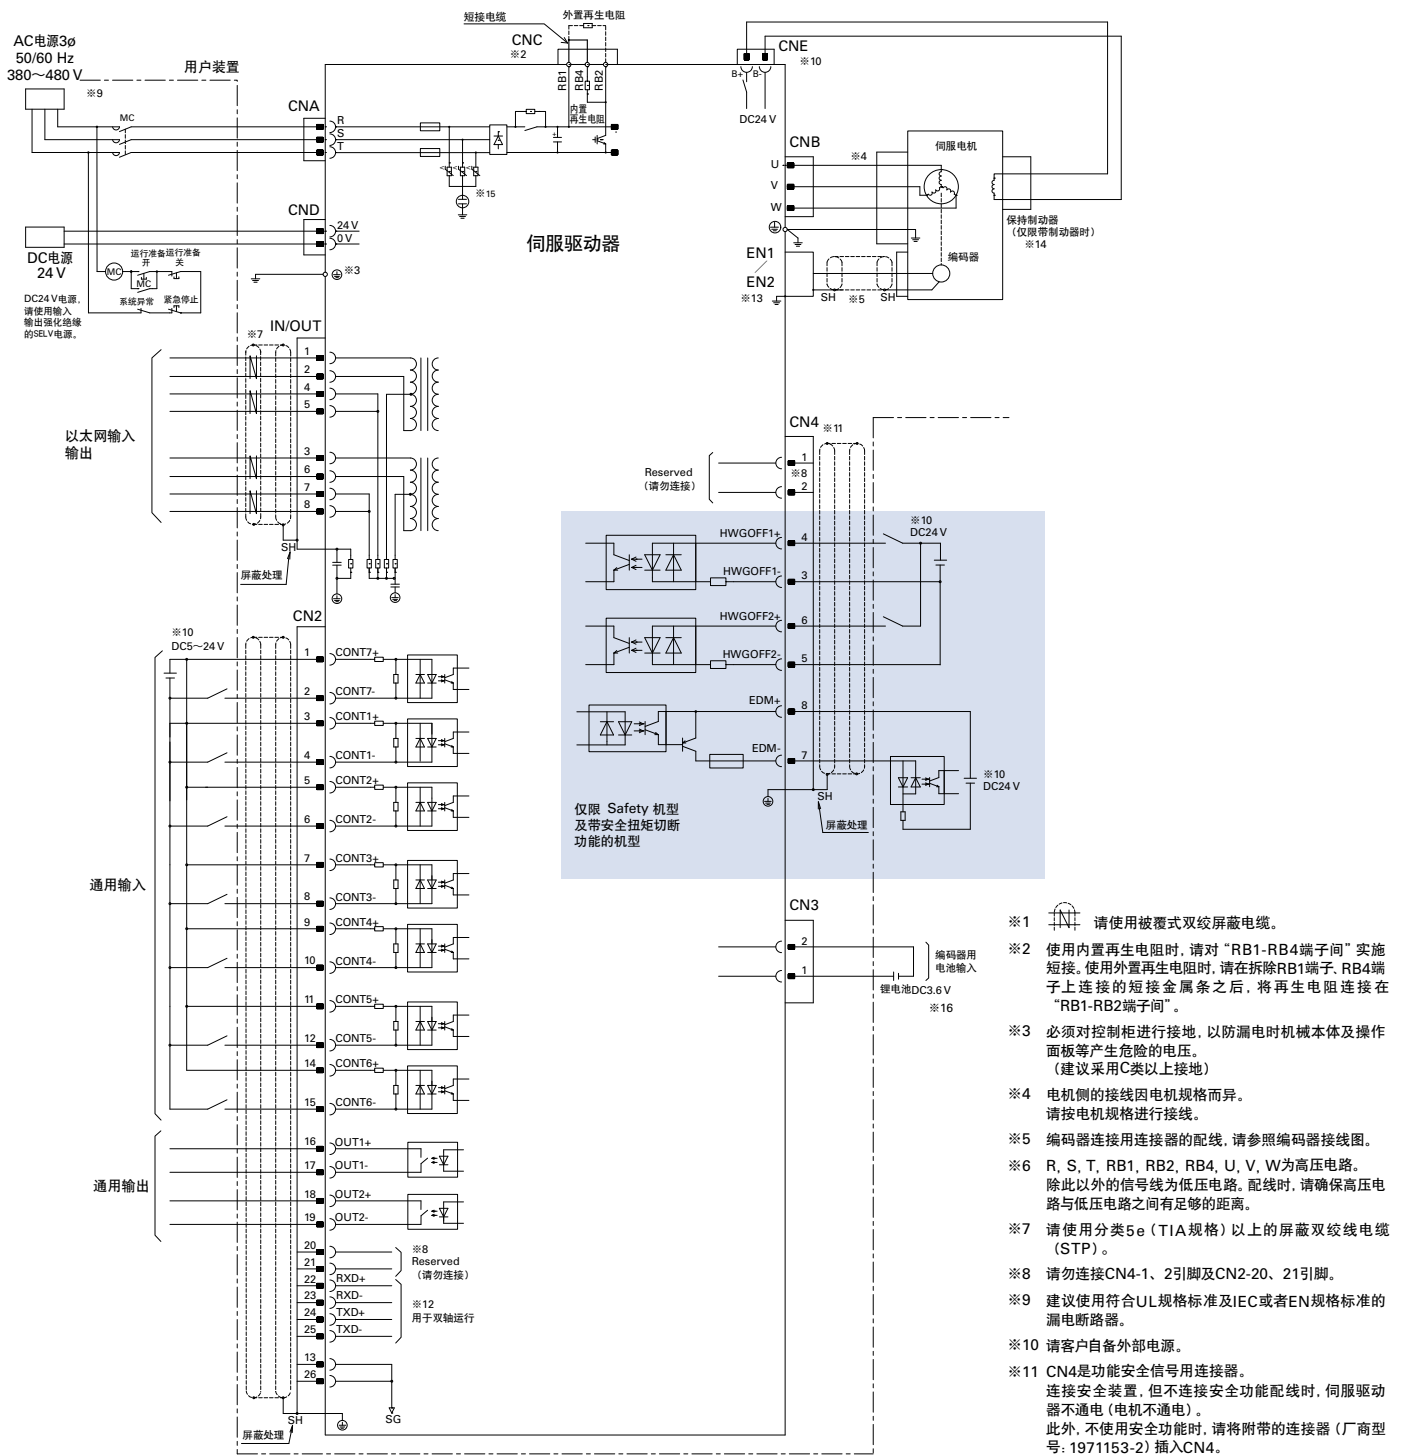 AC电源3ø
50/60 Hz
380～480 V
用户装置
※9
MC
CNA
R
S
T
短接电缆
外置再生电阻
CNC
※2
RB1
RB4
RB2
内置
再生电阻
※15
CNE
※10
B+
B-
DC24 V
CNB
U
V
W
※4
伺服电机
保持制动器
（仅限带制动器时）
※14
编码器
EN1
EN2
※13
SH
※5
SH
CND
24 V
0 V
DC电源
24 V
DC24 V电源，
请使用输入
输出强化绝缘
的SELV电源。
运行准备
开
运行准备
关
MC
MC
系统异常
紧急停止
※3
伺服驱动器
IN/OUT
※7
1
2
4
5
3
6
7
8
以太网输入
输出
SH
屏蔽处理
CN4
※11
Reserved
（请勿连接）
1
※8
2
※10
DC24 V
HWGOFF1+
4
HWGOFF1-
3
HWGOFF2+
6
HWGOFF2-
5
EDM+
8
EDM-
7
※10
DC24 V
SH
屏蔽处理
仅限 Safety 机型
及带安全扭矩切断
功能的机型
CN3
2
1
编码器用
电池输入
锂电池DC3.6 V
※16
CN2
※10
DC5～24 V
通用输入
1
CONT7+
2
CONT7-
3
CONT1+
4
CONT1-
5
CONT2+
6
CONT2-
7
CONT3+
8
CONT3-
9
CONT4+
10
CONT4-
11
CONT5+
12
CONT5-
14
CONT6+
15
CONT6-
通用输出
16
OUT1+
17
OUT1-
18
OUT2+
19
OUT2-
20
21
※8
Reserved
（请勿连接）
22
RXD+
23
RXD-
24
TXD+
25
TXD-
※12
用于双轴运行
13
26
SG
SH
屏蔽处理
※1 请使用被覆式双绞屏蔽电缆。
※2 使用内置再生电阻时，请对“RB1-RB4端子间”实施
短接。使用外置再生电阻时，请在拆除RB1端子、RB4端
子上连接的短接金属条之后，将再生电阻连接在
“RB1-RB2端子间”。
※3 必须对控制柜进行接地，以防漏电时机械本体及操作
面板等产生危险的电压。
（建议采用C类以上接地）
※4 电机侧的接线因电机规格而异。
请按电机规格进行接线。
※5 编码器连接用连接器的配线，请参照编码器接线图。
※6 R, S, T, RB1, RB2, RB4, U, V, W为高压电路。
除此以外的信号线为低压电路。配线时，请确保高压电
路与低压电路之间有足够的距离。
※7 请使用分类5e（TIA规格）以上的屏蔽双绞线电缆
（STP）。
※8 请勿连接CN4-1、2引脚及CN2-20、21引脚。
※9 建议使用符合UL规格标准及IEC或者EN规格标准的
漏电断路器。
※10 请客户自备外部电源。
※11 CN4是功能安全信号用连接器。
连接安全装置，但不连接安全功能配线时，伺服驱动
器不通电（电机不通电）。
此外，不使用安全功能时，请将附带的连接器（厂商型
号：1971153-2）插入CN4。